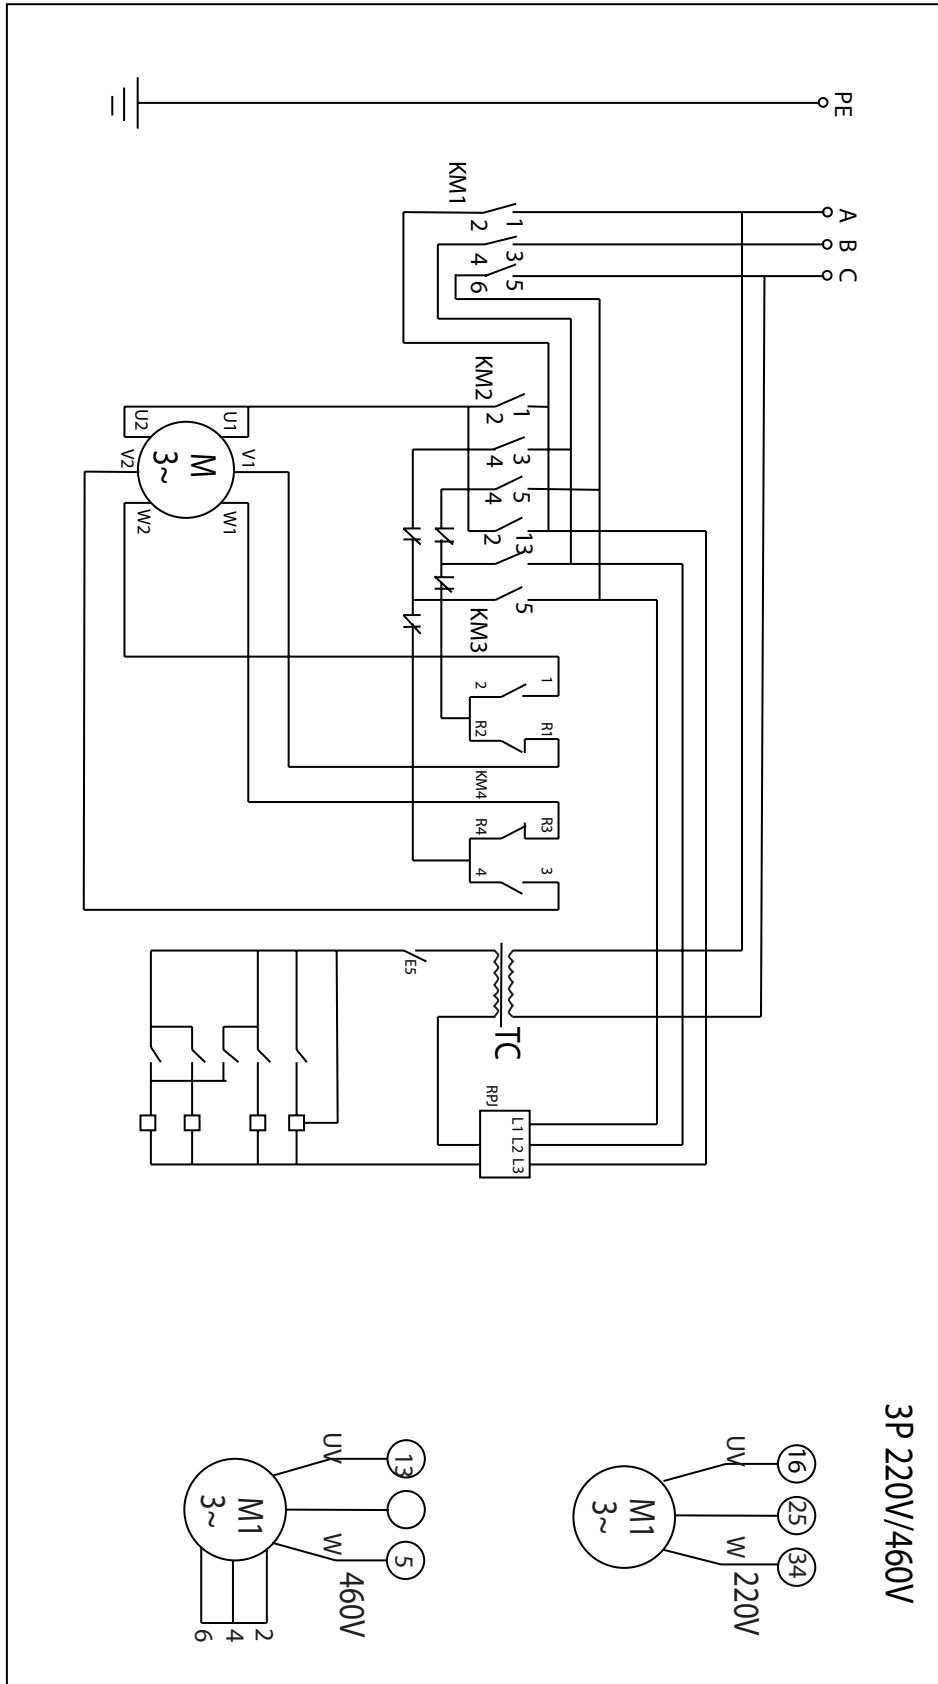 PE
A
B
C
KM1
1
2
3
4
5
6
KM2
1
2
3
4
5
4
13
2
5
KM3
U2
U1
V2
V1
W2
W1
M
3~
1
2
R1
R2
KM4
R3
R4
3
4
E5
TC
RPJ
L1 L2 L3
3P 220V/460V
UV
W
16
25
34
M1
3~
220V
UV
W
13
5
M1
3~
460V
2
4
6